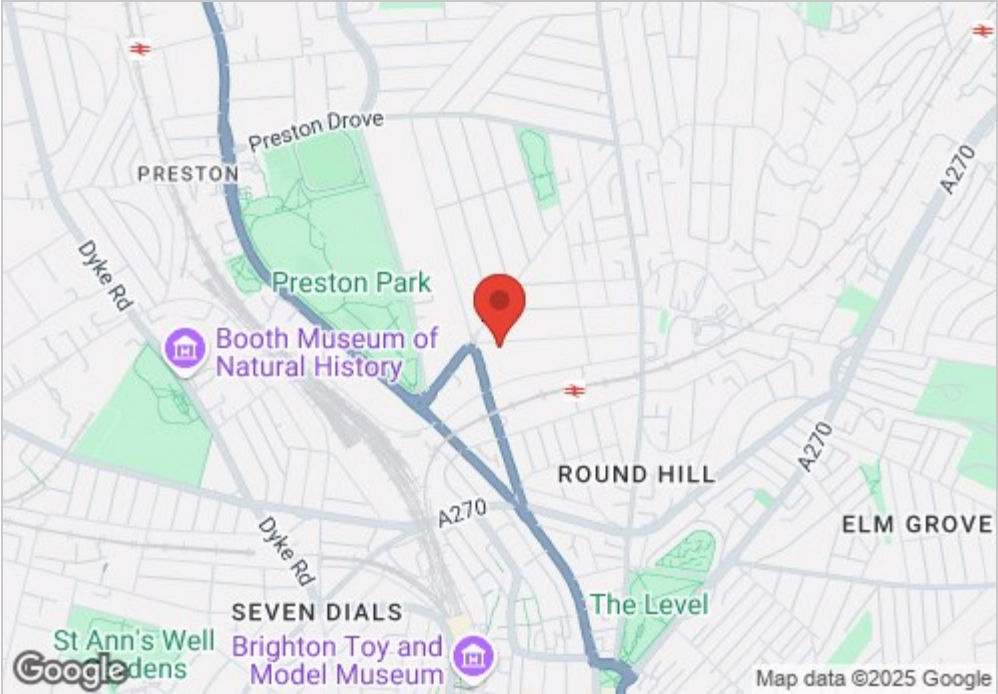 Preston Drove
PRESTON
A270
Dyke Rd
Preston Park
Booth Museum of
Natural History
ROUND HILL
A270
A270
ELM GROVE
Dyke Rd
SEVEN DIALS
The Level
St Ann's Well
Gardens
Brighton Toy and
Model Museum
Google
Map data ©2025 Google